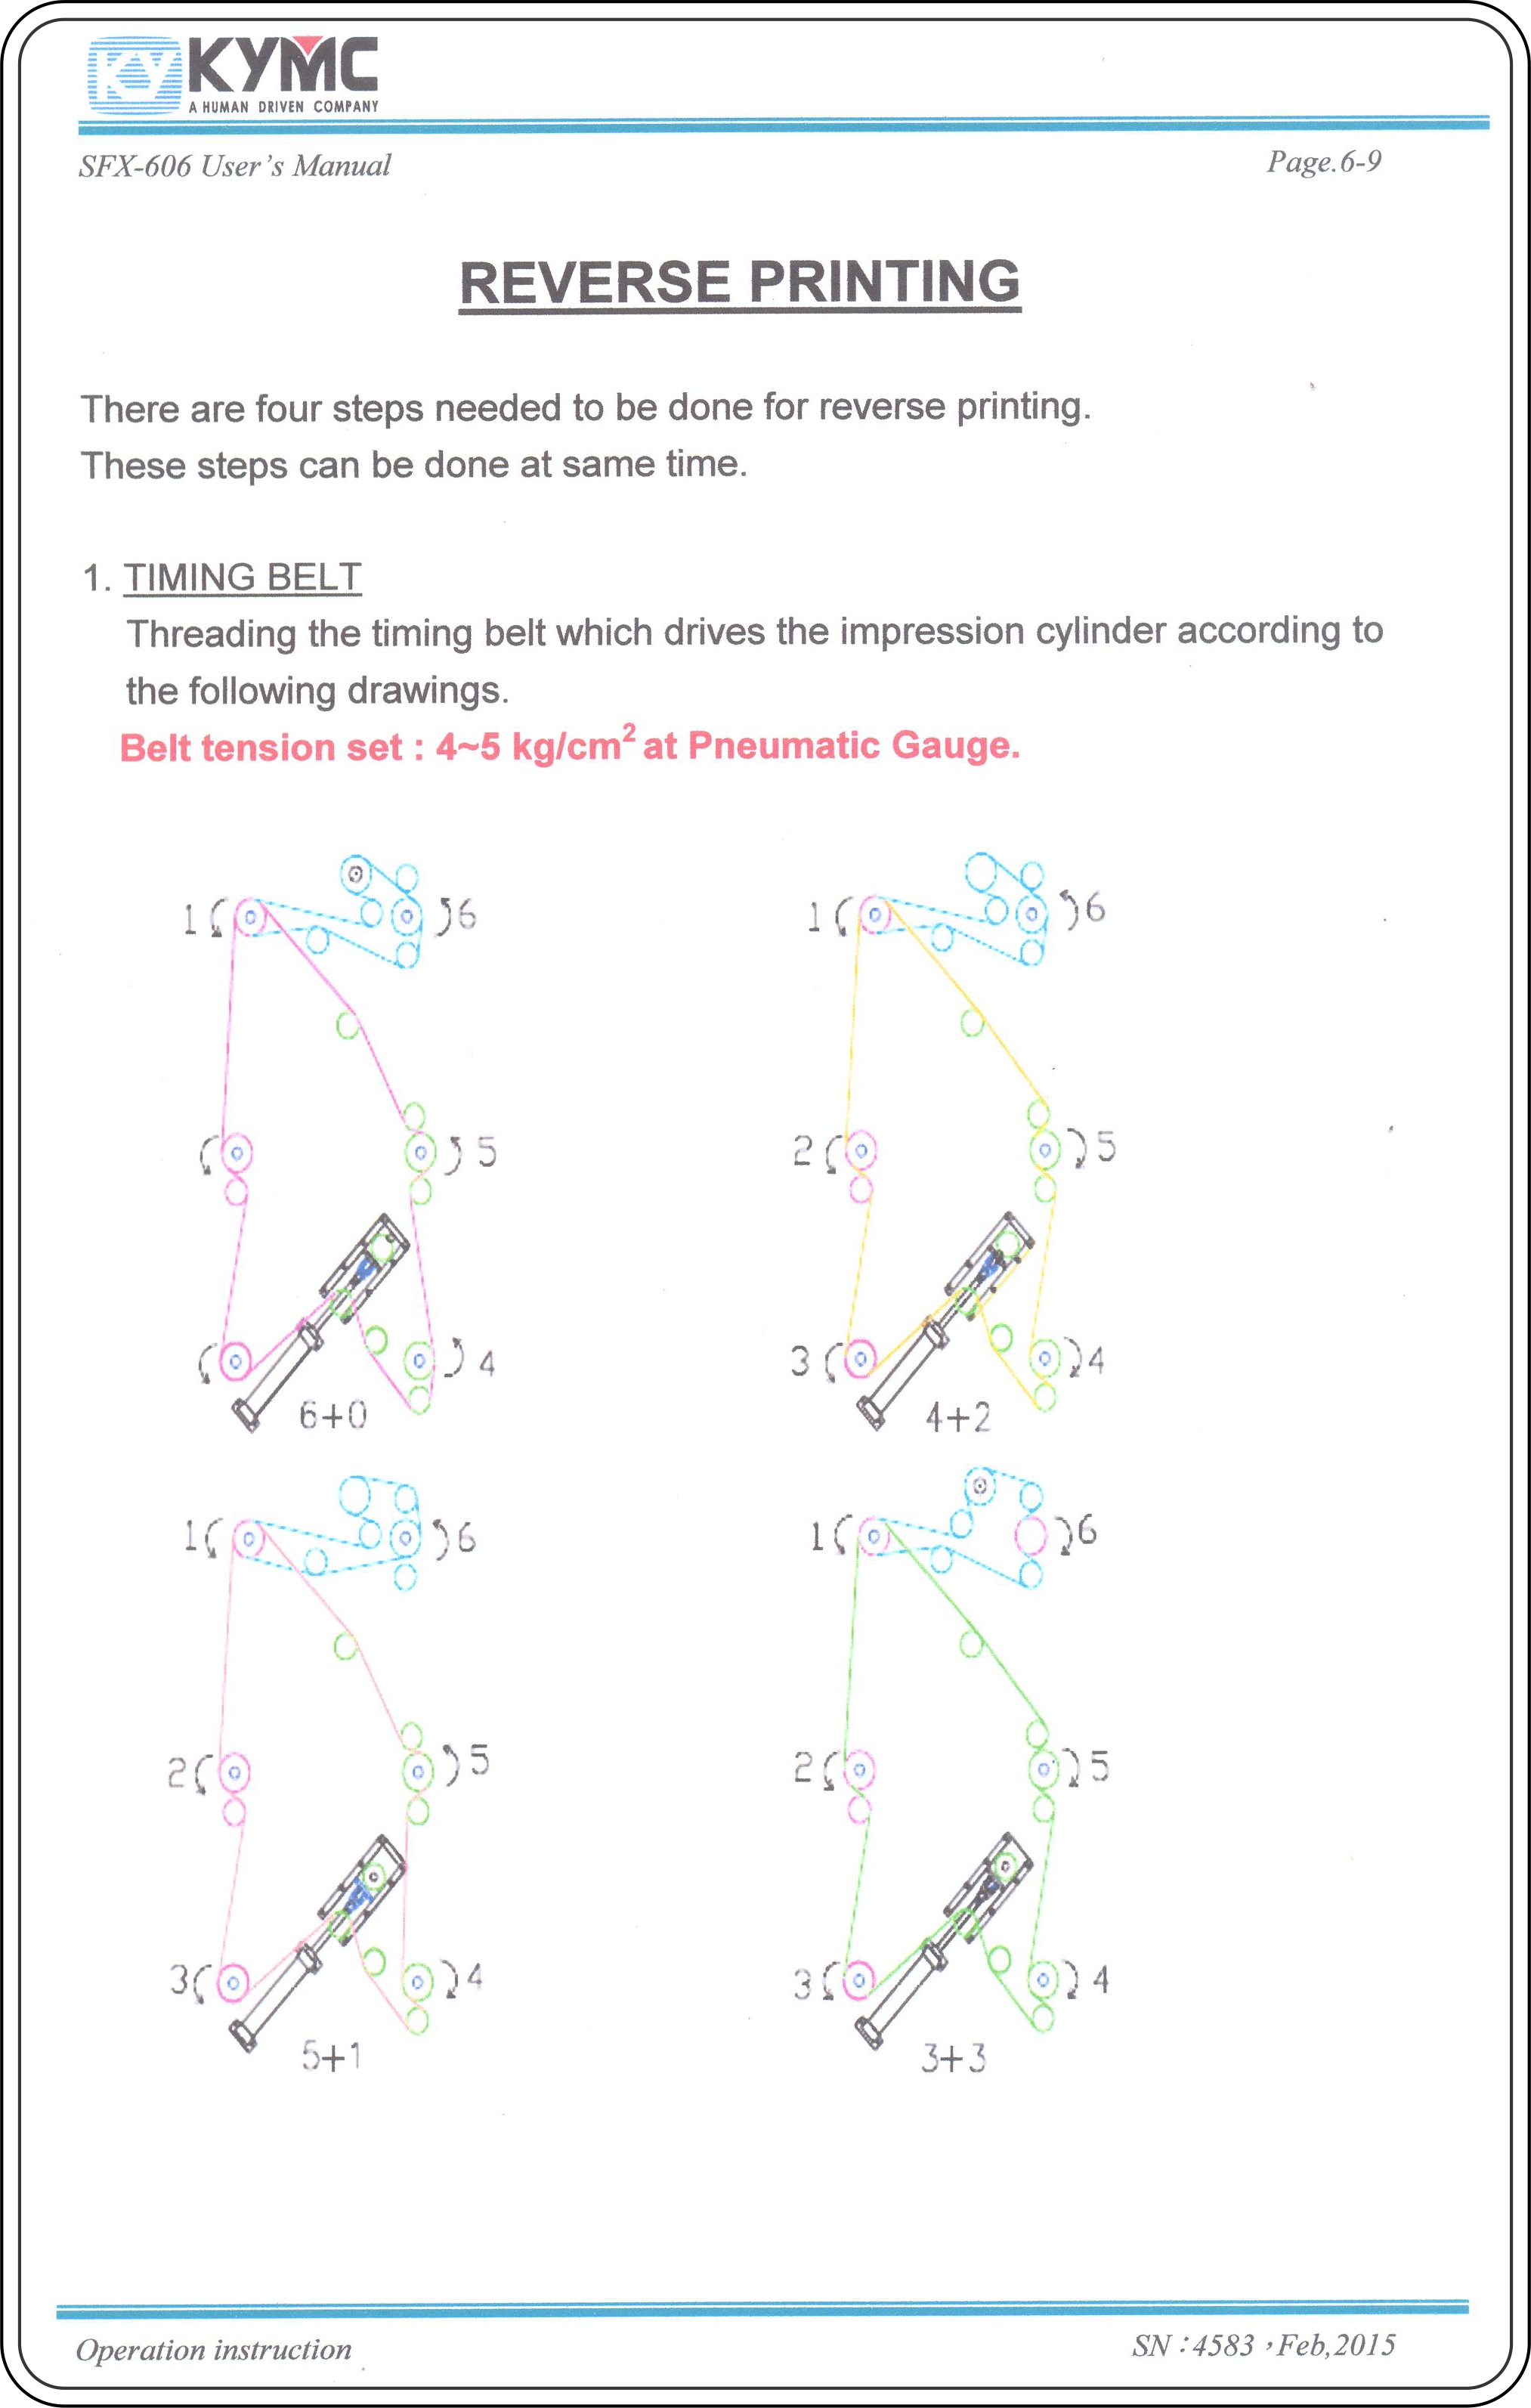 KY KYMC
A HUMAN DRIVEN COMPANY
SFX-606 User's Manual Page.6-9
REVERSE PRINTING
There are four steps needed to be done for reverse printing.
These steps can be done at same time.
1. TIMING BELT
Threading the timing belt which drives the impression cylinder according to
the following drawings.
Belt tension set : 4~5 kg/cm² at Pneumatic Gauge.
1 6
5
4
6+0
1 6
2 5
3 4
4+2
1 6
2 5
3 4
5+1
1 6
2 5
3 4
3+3
Operation instruction SN：4583，Feb,2015